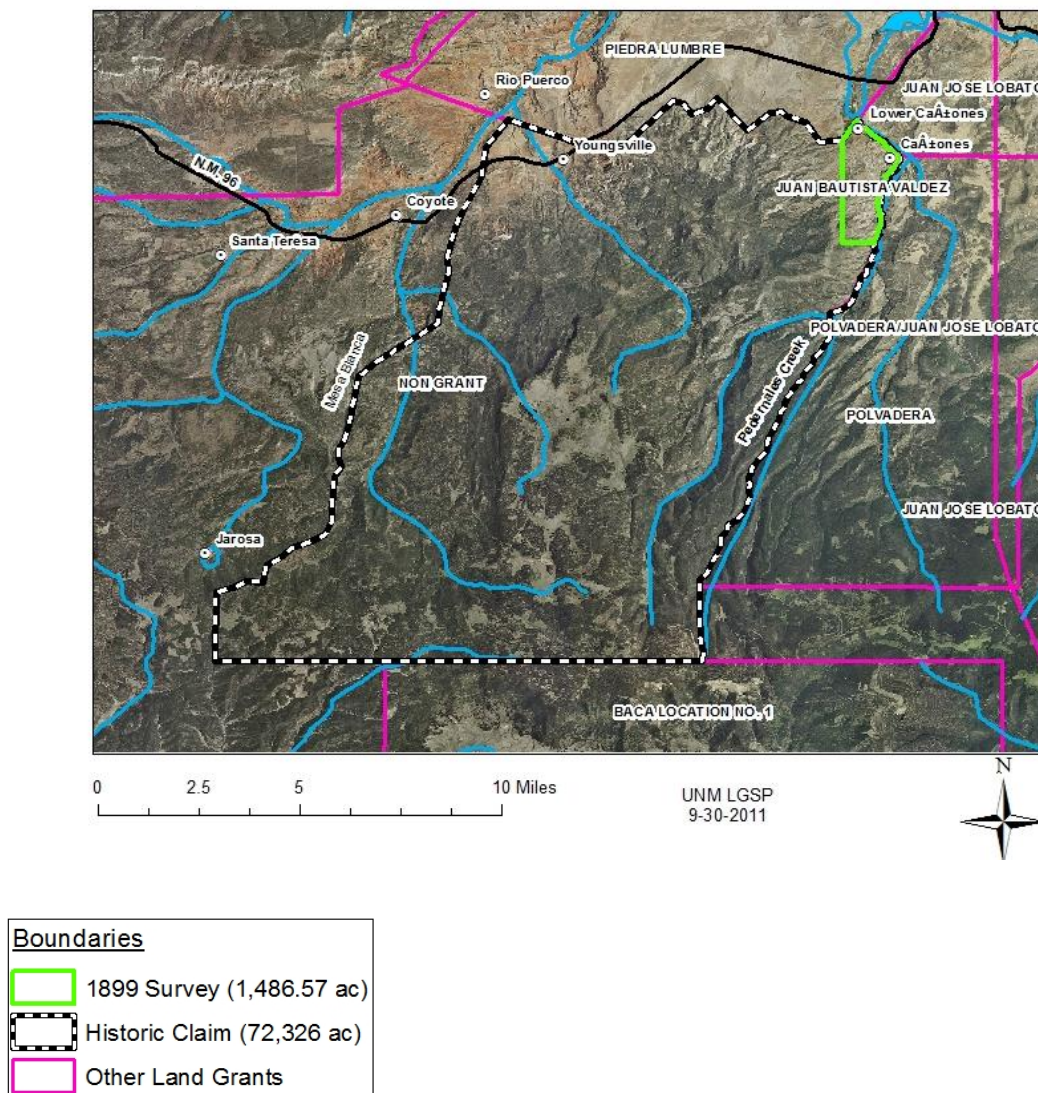 PIEDRA LUMBRE
Rio Puerco
JUAN JOSE LOBATO
Lower CaÃ±ones
Youngsville
CaÃ±ones
N.M. 96
JUAN BAUTISTA VALDEZ
Coyote
Santa Teresa
POLVADERA/JUAN JOSE LOBATO
Mesa Blanca
NON GRANT
Pedernales Creek
POLVADERA
JUAN JOSE LOBATO
Jarosa
BACA LOCATION NO. 1
0 2.5 5 10 Miles
UNM LGSP
9-30-2011
N
Boundaries
1899 Survey (1,486.57 ac)
Historic Claim (72,326 ac)
Other Land Grants